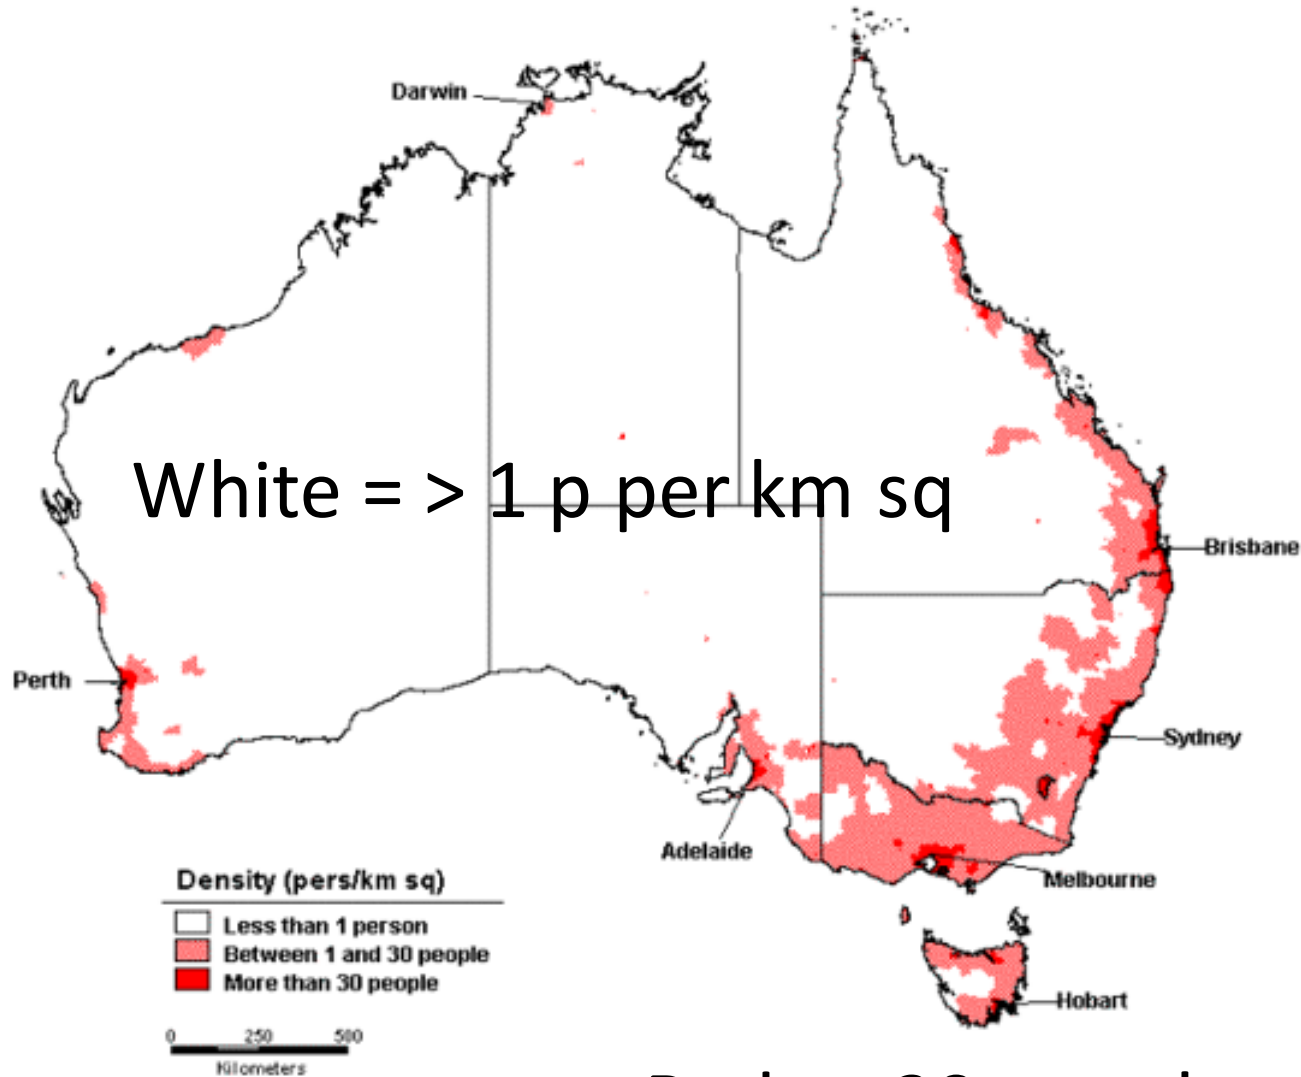 Darwin
White = > 1 p per km sq
Brisbane
Perth
Sydney
Adelaide
Melbourne
Density (pers/km sq)
Less than 1 person
Between 1 and 30 people
More than 30 people
Hobart
0 250 500
Kilometers